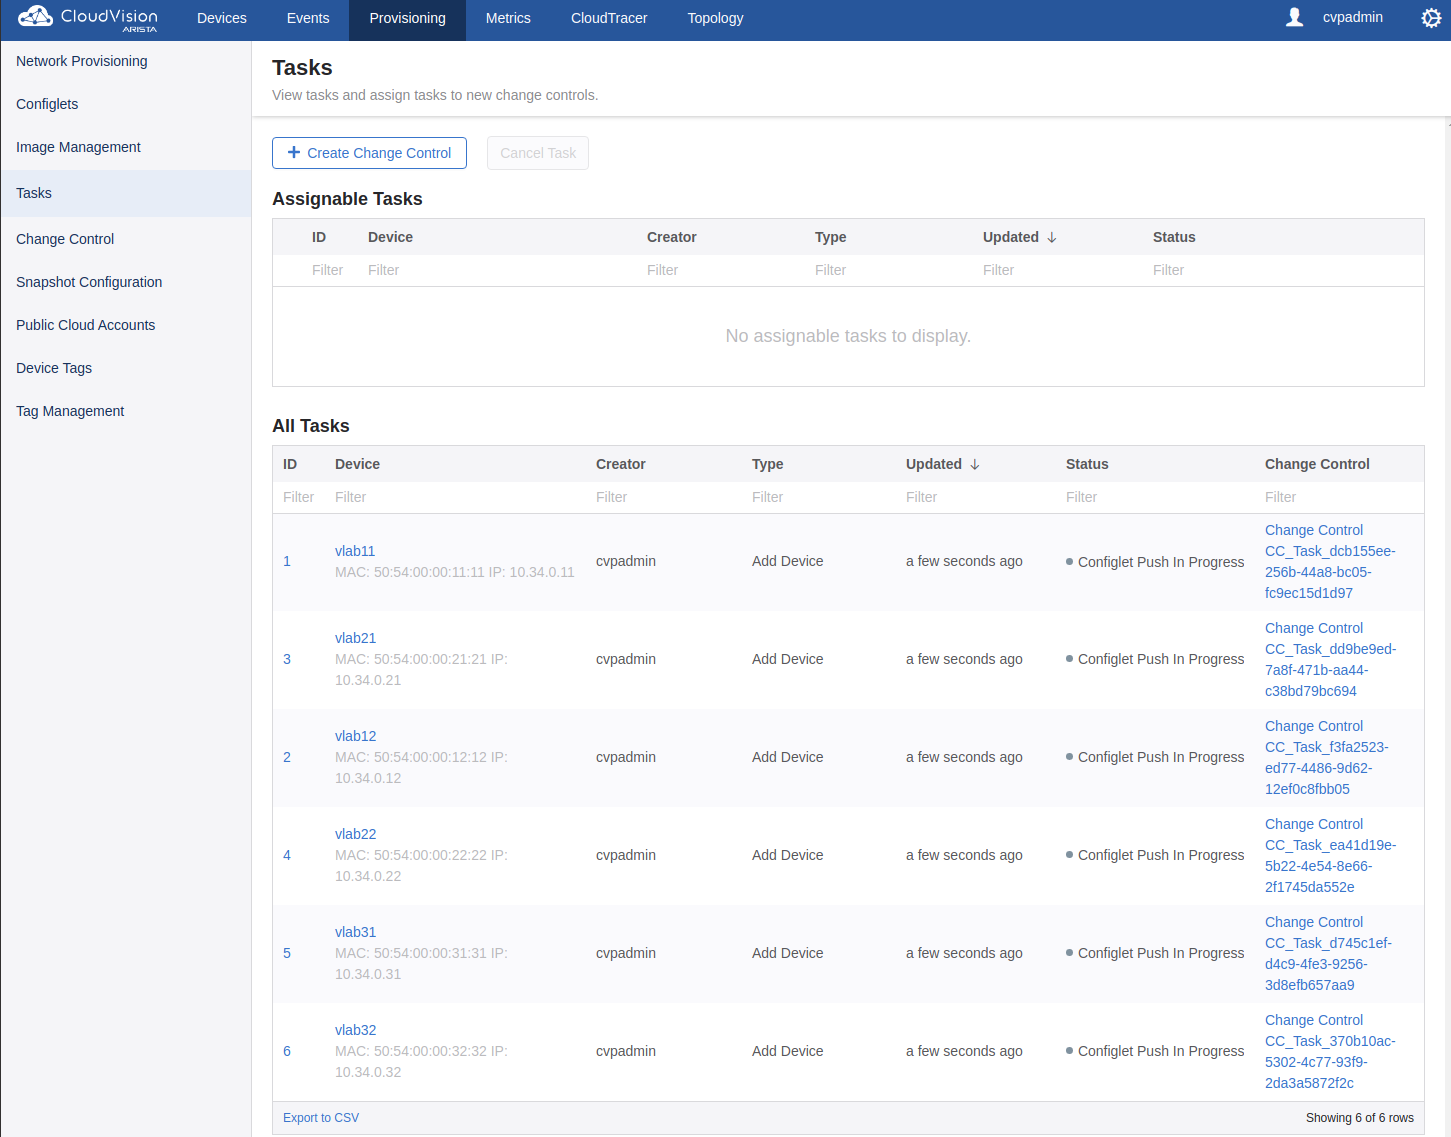 CloudVision
ARISTA
Devices Events Provisioning Metrics CloudTracer Topology cvpadmin
Network Provisioning
Configlets
Image Management
Tasks
Change Control
Snapshot Configuration
Public Cloud Accounts
Device Tags
Tag Management
Tasks
View tasks and assign tasks to new change controls.
+ Create Change Control Cancel Task
Assignable Tasks
ID Device Creator Type Updated ↓ Status
Filter Filter Filter Filter Filter Filter
No assignable tasks to display.
All Tasks
ID Device Creator Type Updated ↓ Status Change Control
Filter Filter Filter Filter Filter Filter Filter
1
vlab11
MAC: 50:54:00:00:11:11 IP: 10.34.0.11
cvpadmin
Add Device
a few seconds ago
Configlet Push In Progress
Change Control
CC_Task_dcb155ee-
256b-44a8-bc05-
fc9ec15d1d97
3
vlab21
MAC: 50:54:00:00:21:21 IP:
10.34.0.21
cvpadmin
Add Device
a few seconds ago
Configlet Push In Progress
Change Control
CC_Task_dd9be9ed-
7a8f-471b-aa44-
c38bd79bc694
2
vlab12
MAC: 50:54:00:00:12:12 IP:
10.34.0.12
cvpadmin
Add Device
a few seconds ago
Configlet Push In Progress
Change Control
CC_Task_f3fa2523-
ed77-4486-9d62-
12ef0c8fbb05
4
vlab22
MAC: 50:54:00:00:22:22 IP:
10.34.0.22
cvpadmin
Add Device
a few seconds ago
Configlet Push In Progress
Change Control
CC_Task_ea41d19e-
5b22-4e54-8e66-
2f1745da552e
5
vlab31
MAC: 50:54:00:00:31:31 IP:
10.34.0.31
cvpadmin
Add Device
a few seconds ago
Configlet Push In Progress
Change Control
CC_Task_d745c1ef-
d4c9-4fe3-9256-
3d8efb657aa9
6
vlab32
MAC: 50:54:00:00:32:32 IP:
10.34.0.32
cvpadmin
Add Device
a few seconds ago
Configlet Push In Progress
Change Control
CC_Task_370b10ac-
5302-4c77-93f9-
2da3a5872f2c
Export to CSV Showing 6 of 6 rows